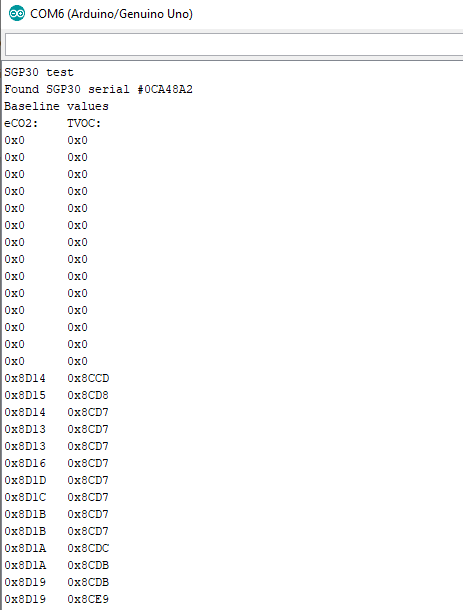 COM6 (Arduino/Genuino Uno)
SGP30 test
Found SGP30 serial #0CA48A2
Baseline values
eCO2: TVOC:
0x0 0x0
0x0 0x0
0x0 0x0
0x0 0x0
0x0 0x0
0x0 0x0
0x0 0x0
0x0 0x0
0x0 0x0
0x0 0x0
0x0 0x0
0x0 0x0
0x0 0x0
0x0 0x0
0x8D14 0x8CCD
0x8D15 0x8CD8
0x8D14 0x8CD7
0x8D13 0x8CD7
0x8D13 0x8CD7
0x8D16 0x8CD7
0x8D1D 0x8CD7
0x8D1C 0x8CD7
0x8D1B 0x8CD7
0x8D1B 0x8CD7
0x8D1A 0x8CDC
0x8D1A 0x8CDB
0x8D19 0x8CDB
0x8D19 0x8CE9